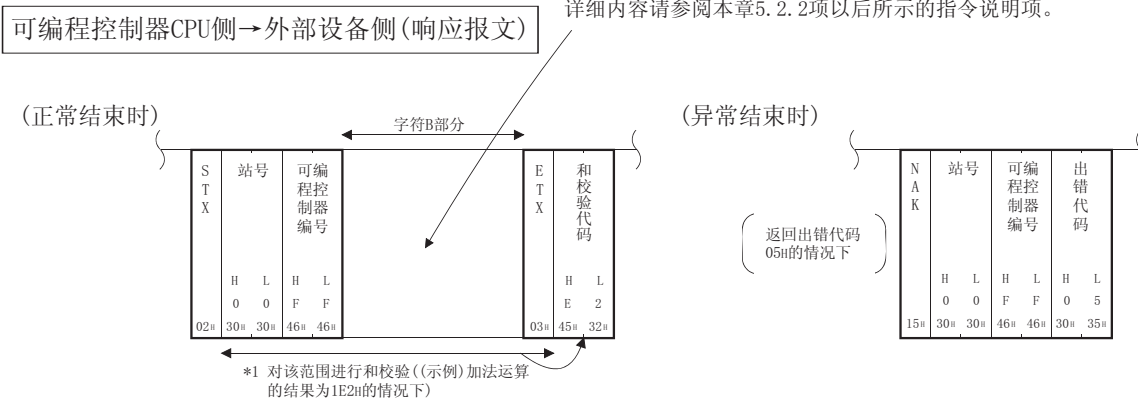 详细内容请参阅本章5.2.2项以后所示的指令说明项。
可编程控制器CPU侧→外部设备侧(响应报文)
(正常结束时)
字符B部分
STX
站号
可编程控制器编号
ETX
和校验代码
H L H L H L
0 0 F F E 2
02H 30H 30H 46H 46H 03H 45H 32H
*1 对该范围进行和校验((示例)加法运算
的结果为1E2H的情况下)
(异常结束时)
返回出错代码
05H的情况下
NAK
站号
可编程控制器编号
出错代码
H L H L H L
0 0 F F 0 5
15H 30H 30H 46H 46H 30H 35H